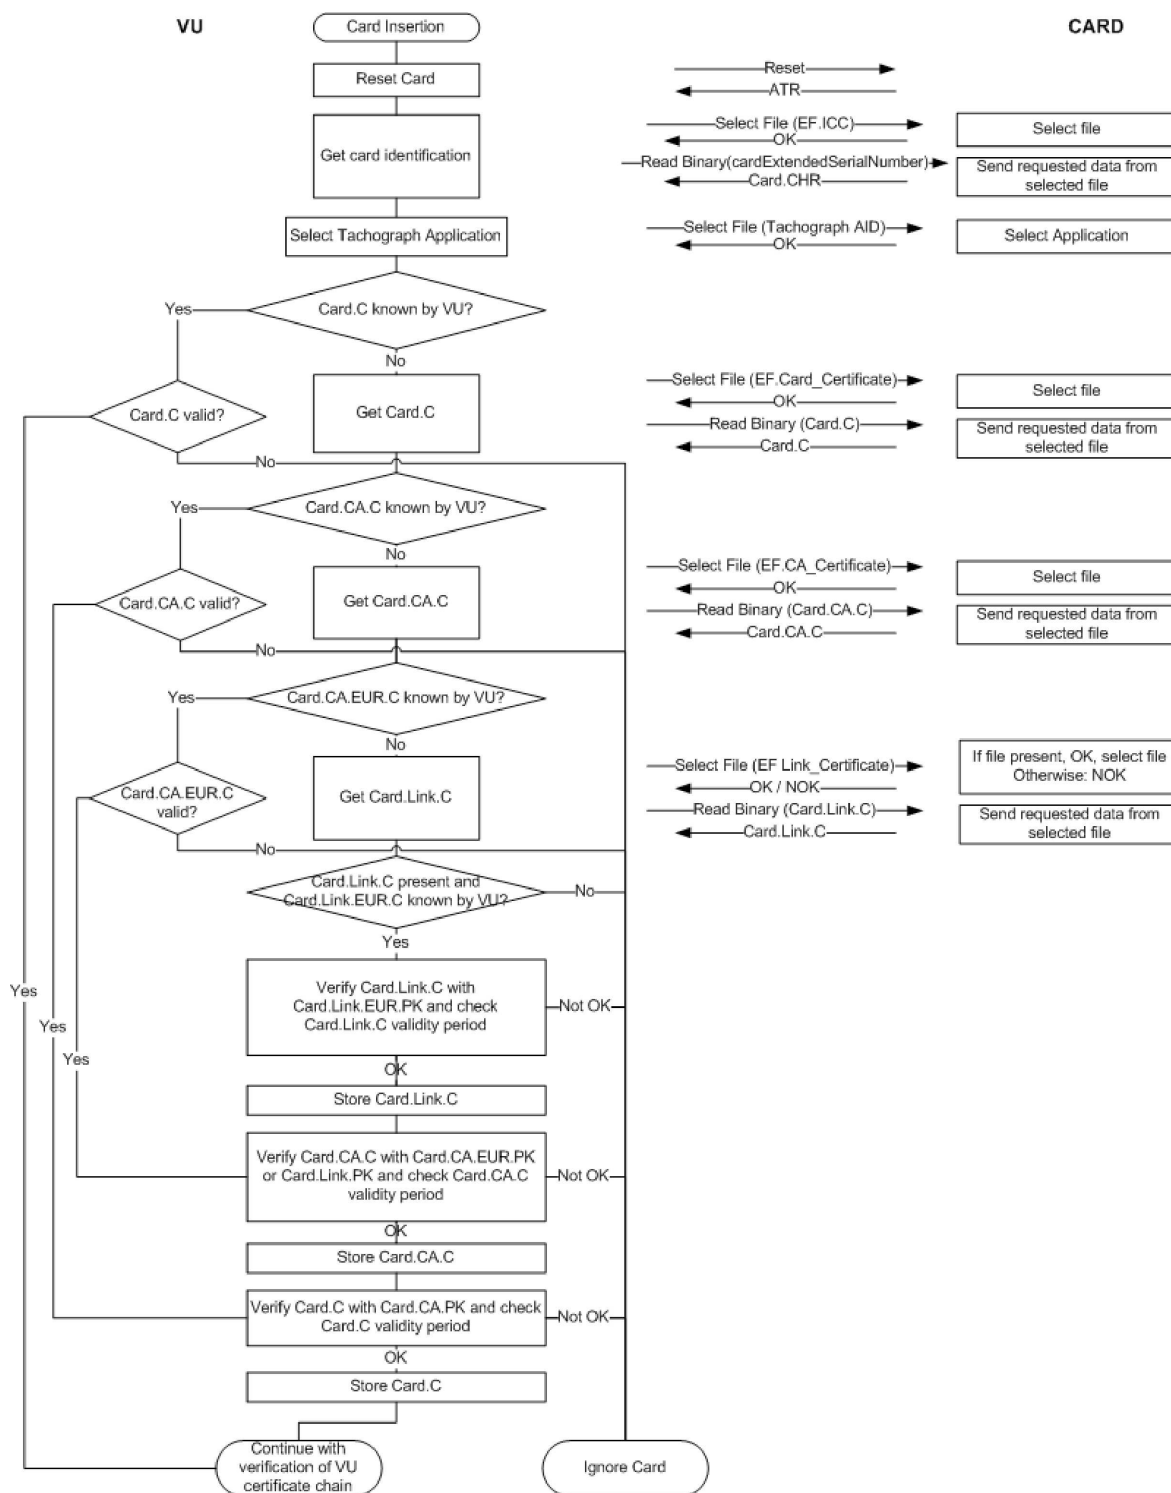 VU
Card Insertion
CARD
Reset Card
Reset
ATR
Get card identification
Select File (EF.ICC)
OK
Select file
Read Binary(cardExtendedSerialNumber)
Card.CHR
Send requested data from
selected file
Select Tachograph Application
Select File (Tachograph AID)
OK
Select Application
Card.C known by VU?
Yes
No
Card.C valid?
Get Card.C
Select File (EF.Card_Certificate)
OK
Select file
Read Binary (Card.C)
Card.C
Send requested data from
selected file
No
Card.CA.C known by VU?
Yes
No
Card.CA.C valid?
Get Card.CA.C
Select File (EF.CA_Certificate)
OK
Select file
Read Binary (Card.CA.C)
Card.CA.C
Send requested data from
selected file
No
Card.CA.EUR.C known by VU?
Yes
No
Card.CA.EUR.C
valid?
Get Card.Link.C
Select File (EF Link_Certificate)
OK / NOK
If file present, OK, select file
Otherwise: NOK
Read Binary (Card.Link.C)
Card.Link.C
Send requested data from
selected file
No
Card.Link.C present and
Card.Link.EUR.C known by VU?
No
Yes
Verify Card.Link.C with
Card.Link.EUR.PK and check
Card.Link.C validity period
Not OK
Yes
Yes
Yes
OK
Store Card.Link.C
Verify Card.CA.C with Card.CA.EUR.PK
or Card.Link.PK and check Card.CA.C
validity period
Not OK
OK
Store Card.CA.C
Verify Card.C with Card.CA.PK and check
Card.C validity period
Not OK
OK
Store Card.C
Continue with
verification of VU
certificate chain
Ignore Card